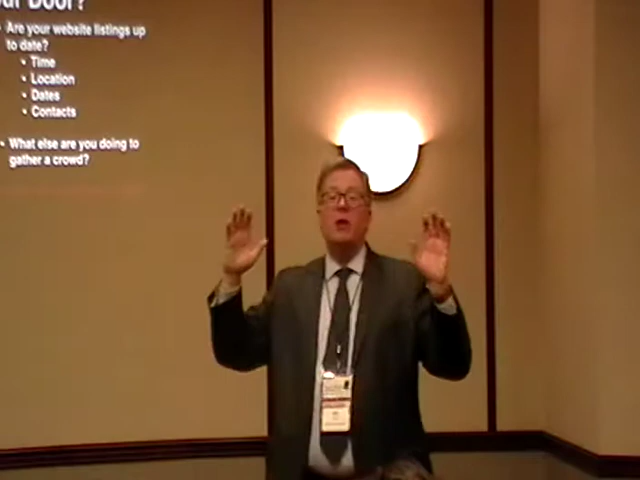 ur Door?
• Are your website listings up
to date?
• Time
• Location
• Dates
• Contacts
• What else are you doing to
gather a crowd?